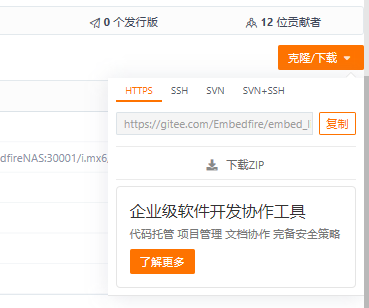 0 个发行版
12 位贡献者
克隆/下载
HTTPS SSH SVN SVN+SSH
https://gitee.com/Embedfire/embed_l
复制
dfireNAS:30001/i.mx6
下载ZIP
企业级软件开发协作工具
代码托管 项目管理 文档协作 完备安全策略
了解更多